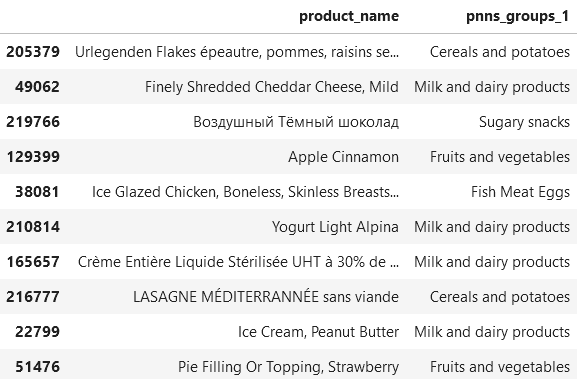 product_name pnns_groups_1
205379 Urlegenden Flakes épeautre, pommes, raisins se... Cereals and potatoes
49062 Finely Shredded Cheddar Cheese, Mild Milk and dairy products
219766 Воздушный Тёмный шоколад Sugary snacks
129399 Apple Cinnamon Fruits and vegetables
38081 Ice Glazed Chicken, Boneless, Skinless Breasts... Fish Meat Eggs
210814 Yogurt Light Alpina Milk and dairy products
165657 Crème Entière Liquide Stérilisée UHT à 30% de ... Milk and dairy products
216777 LASAGNE MÉDITERRANNÉE sans viande Cereals and potatoes
22799 Ice Cream, Peanut Butter Milk and dairy products
51476 Pie Filling Or Topping, Strawberry Fruits and vegetables